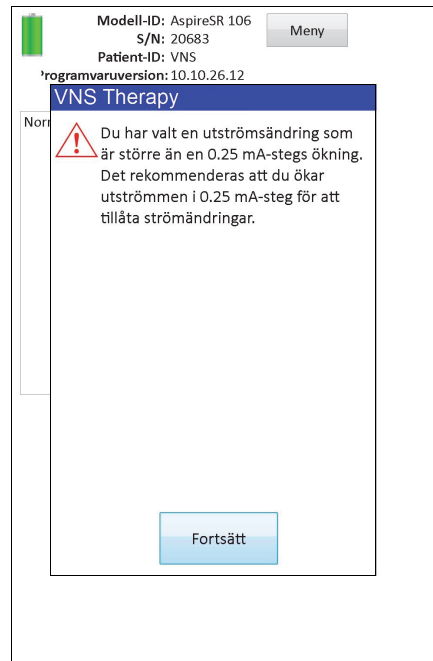 Modell-ID: AspireSR 106
Meny
S/N: 20683
Patient-ID: VNS
rogramvaruversion: 10.10.26.12
VNS Therapy
Norr
Du har valt en utströmsändring som
är större än en 0.25 mA-stegs ökning.
Det rekommenderas att du ökar
utströmmen i 0.25 mA-steg för att
tillåta strömändringar.
Fortsätt